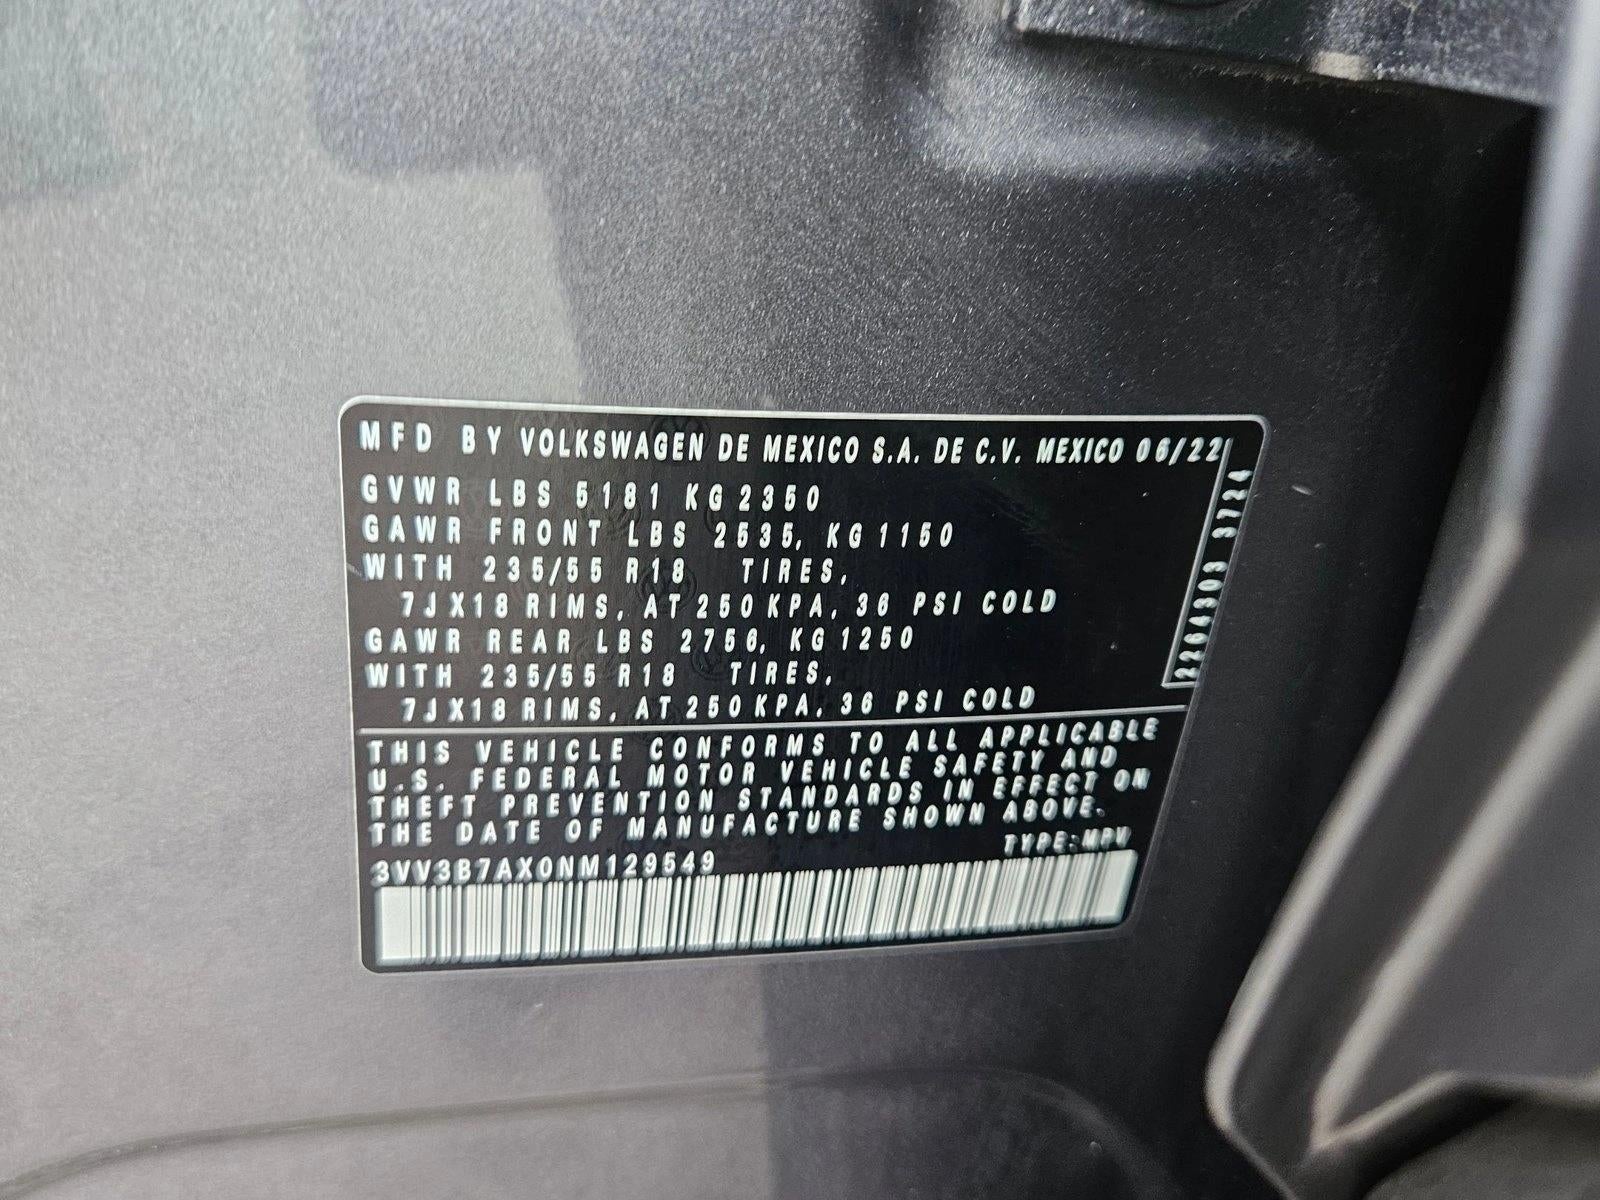 MFD BY VOLKSWAGEN DE MEXICO S.A. DE C.V. MEXICO 06/22
GVWR LBS 5181 KG 2350
GAWR FRONT LBS 2535, KG 1150
WITH 235/55 R18 TIRES,
7JX18 RIMS, AT 250 KPA, 36 PSI COLD
GAWR REAR LBS 2756, KG 1250
WITH 235/55 R18 TIRES,
7JX18 RIMS, AT 250 KPA, 36 PSI COLD
2264303 3724
THIS VEHICLE CONFORMS TO ALL APPLICABLE
U.S. FEDERAL MOTOR VEHICLE SAFETY AND
THEFT PREVENTION STANDARDS IN EFFECT ON
THE DATE OF MANUFACTURE SHOWN ABOVE.
TYPE:MPV
3VV3B7AX0NM129549